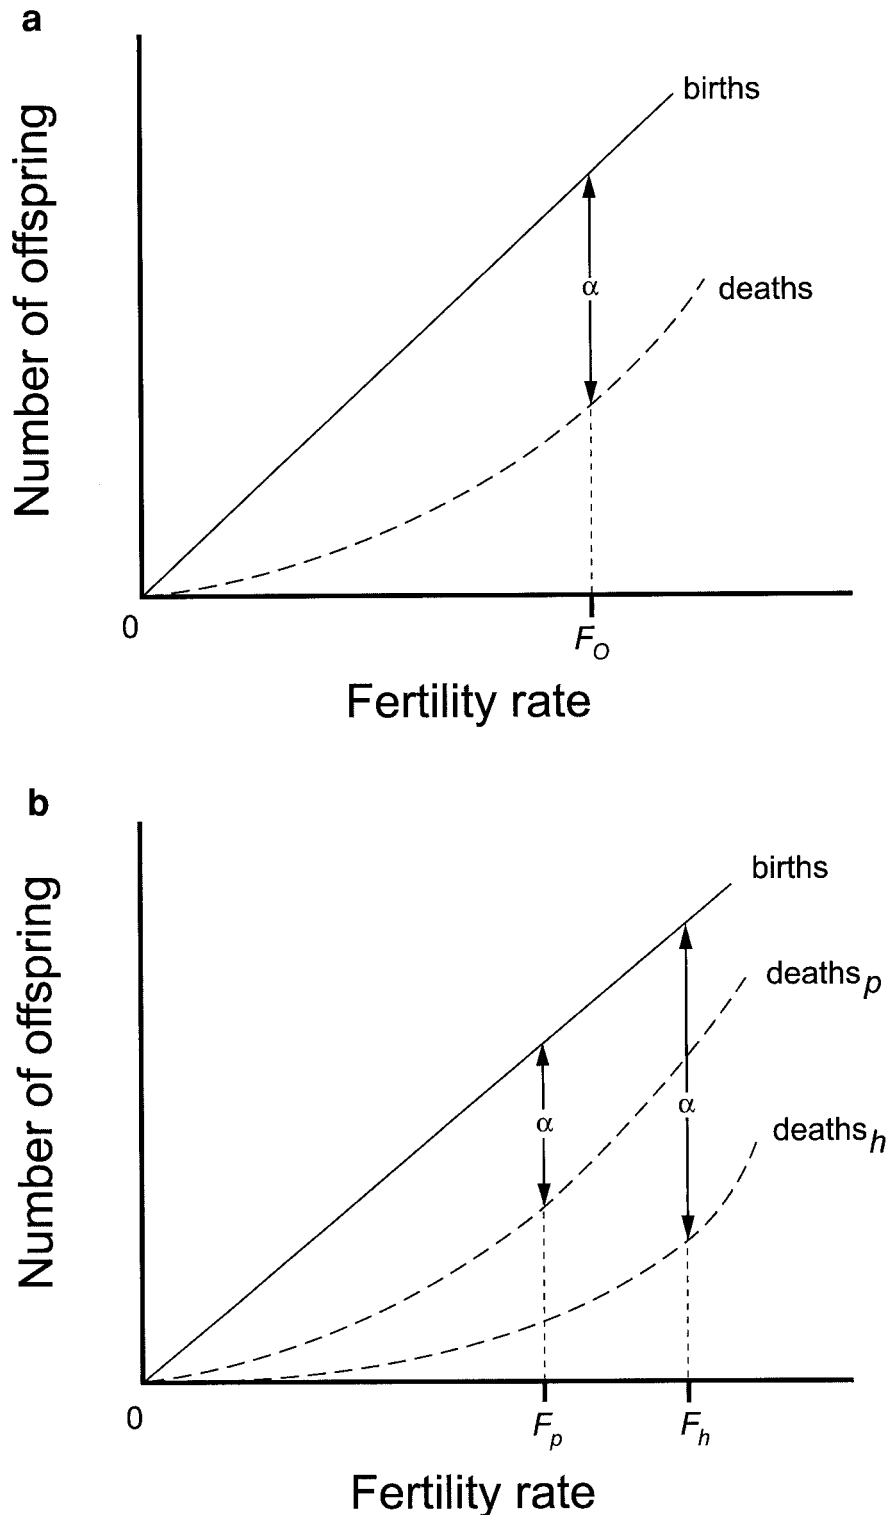 a
births
deaths
α
Number of offspring
0
F_O
Fertility rate
b
births
deaths_p
deaths_h
α
α
Number of offspring
0
F_p
F_h
Fertility rate